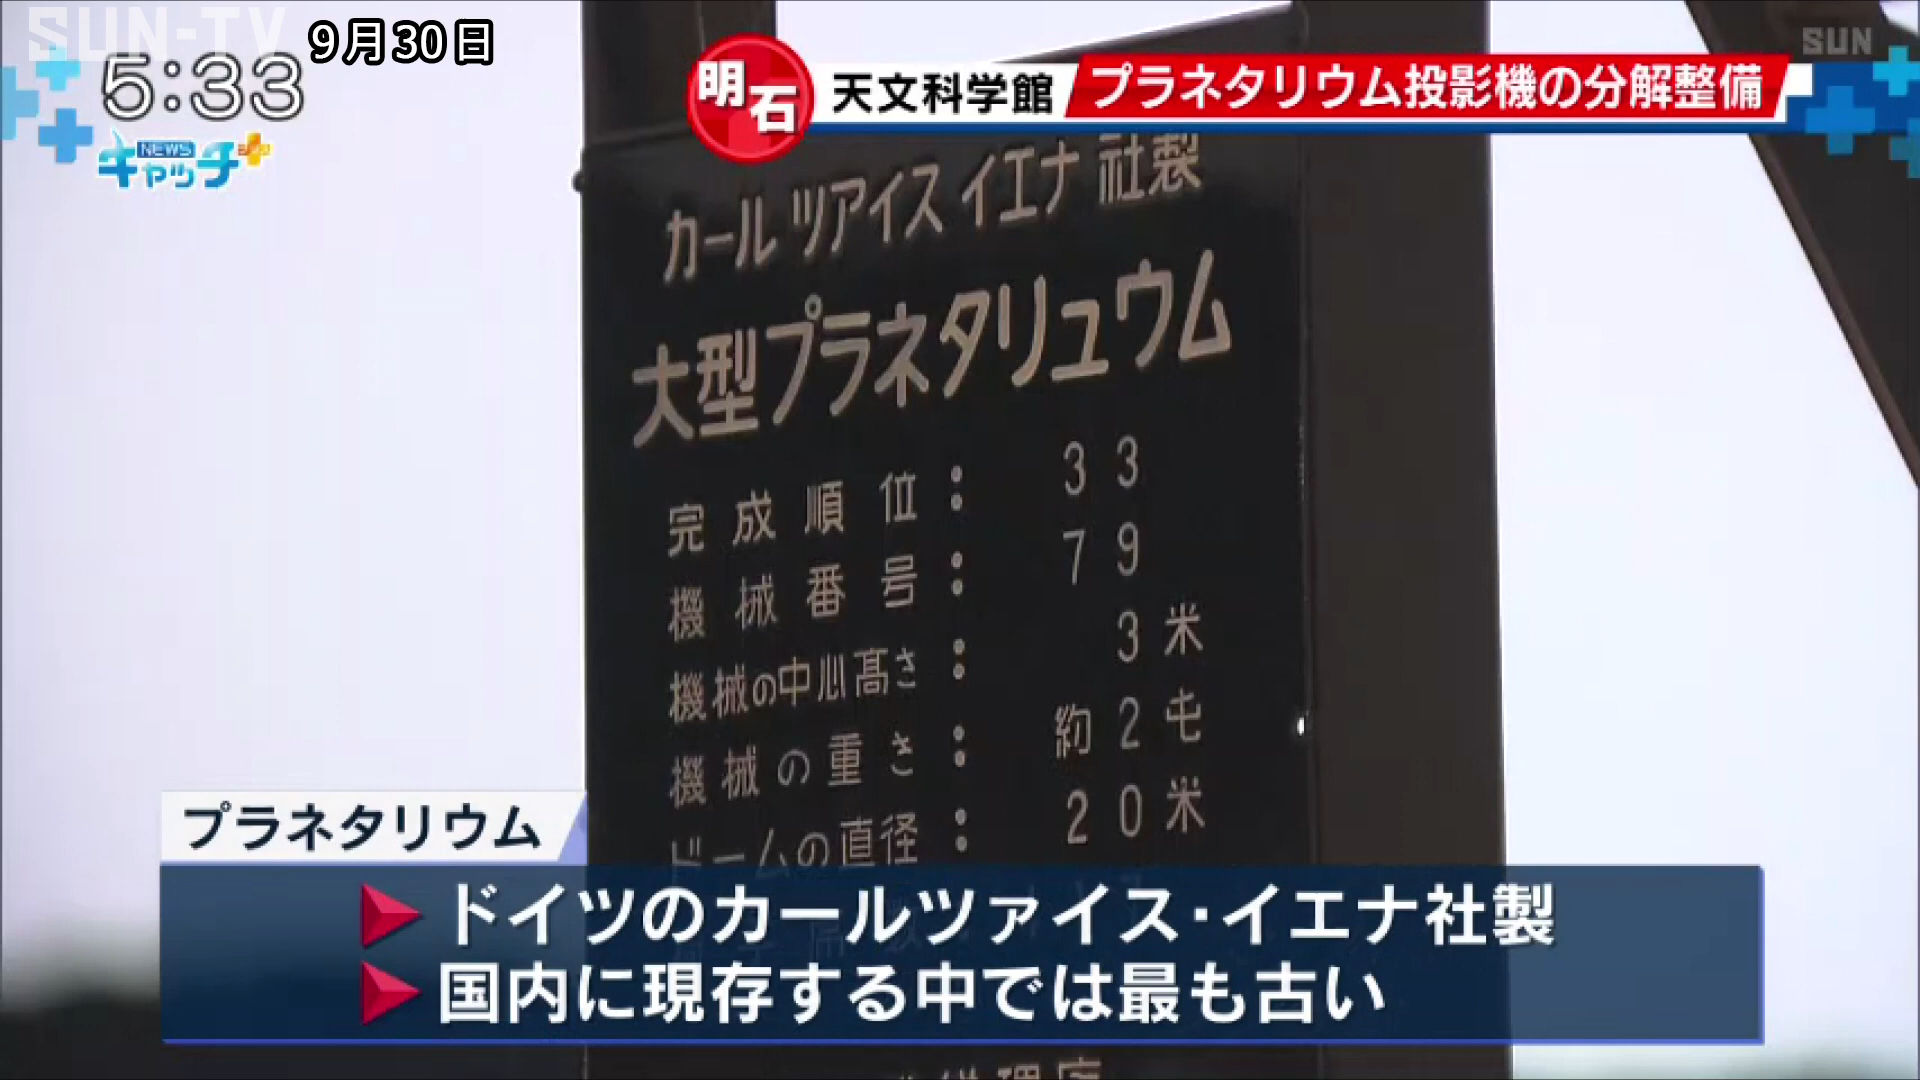 SUN-TV
5:33
9月30日
NEWS
キャッチ
明石
天文科学館
プラネタリウム投影機の分解整備
SUN
カールツアイスイエナ社製
大型プラネタリュウム
完成順位: 33
機械番号: 79
機械の中心髙さ: 3米
機械の重さ: 約2屯
ドームの直径: 20米
プラネタリウム
ドイツのカールツァイス・イエナ社製
国内に現存する中では最も古い